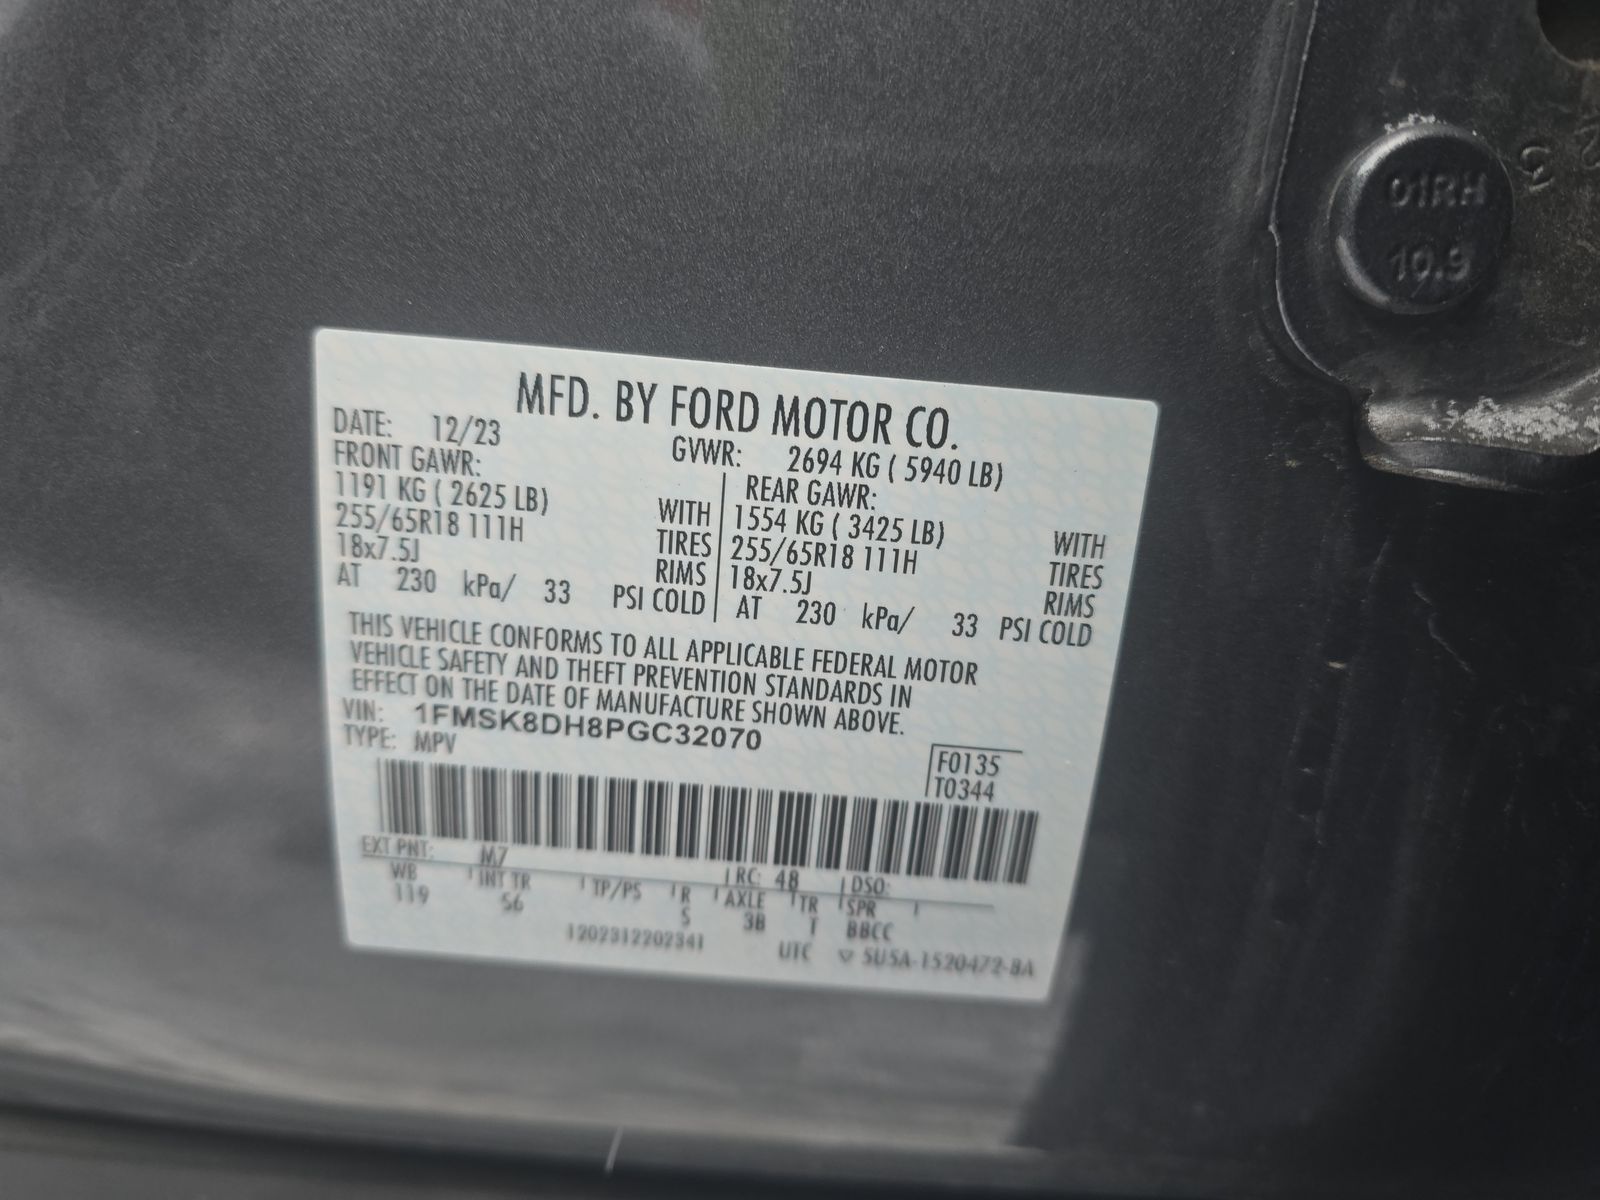 01RH
10.9
3
MFD. BY FORD MOTOR CO.
DATE: 12/23 GVWR: 2694 KG ( 5940 LB)
FRONT GAWR: REAR GAWR:
1191 KG ( 2625 LB) WITH 1554 KG ( 3425 LB) WITH
255/65R18 111H TIRES 255/65R18 111H TIRES
18x7.5J RIMS 18x7.5J RIMS
AT 230 kPa/ 33 PSI COLD AT 230 kPa/ 33 PSI COLD
THIS VEHICLE CONFORMS TO ALL APPLICABLE FEDERAL MOTOR
VEHICLE SAFETY AND THEFT PREVENTION STANDARDS IN
EFFECT ON THE DATE OF MANUFACTURE SHOWN ABOVE.
VIN: 1FMSK8DH8PGC32070
TYPE: MPV
F0135
T0344
EXT PNT: M7 RC: 48 DSO:
WB INT TR TP/PS R AXLE TR SPR
119 S6 S 3B T BBCC
1202312202341 UTC 5U5A-1520472-BA